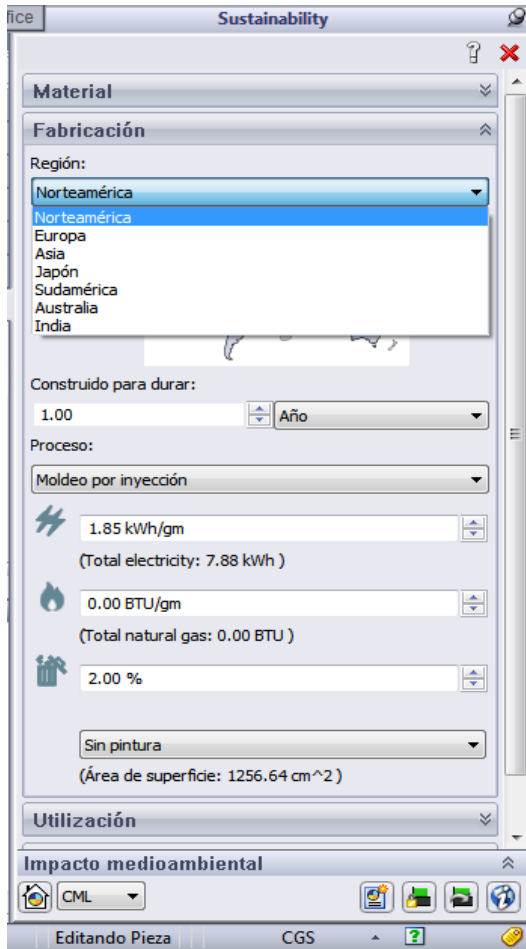 fice
Sustainability
Material
Fabricación
Región:
Norteamérica
Norteamérica
Europa
Asia
Japón
Sudamérica
Australia
India
Construido para durar:
1.00 Año
Proceso:
Moldeo por inyección
1.85 kWh/gm
(Total electricity: 7.88 kWh )
0.00 BTU/gm
(Total natural gas: 0.00 BTU )
2.00 %
Sin pintura
(Área de superficie: 1256.64 cm^2 )
Utilización
Impacto medioambiental
CML
Editando Pieza CGS